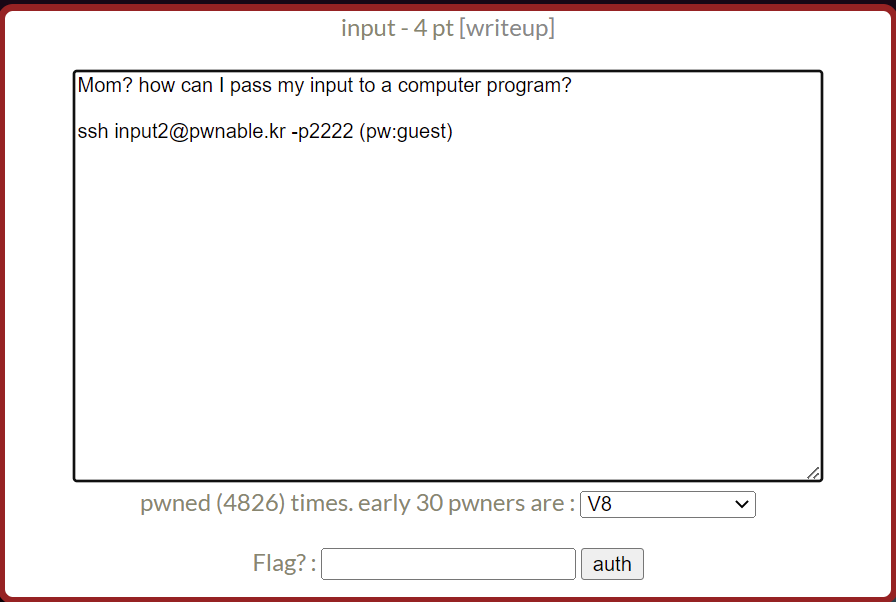 input - 4 pt [writeup]
Mom? how can I pass my input to a computer program?
ssh input2@pwnable.kr -p2222 (pw:guest)
pwned (4826) times. early 30 pwners are : V8
Flag? : auth